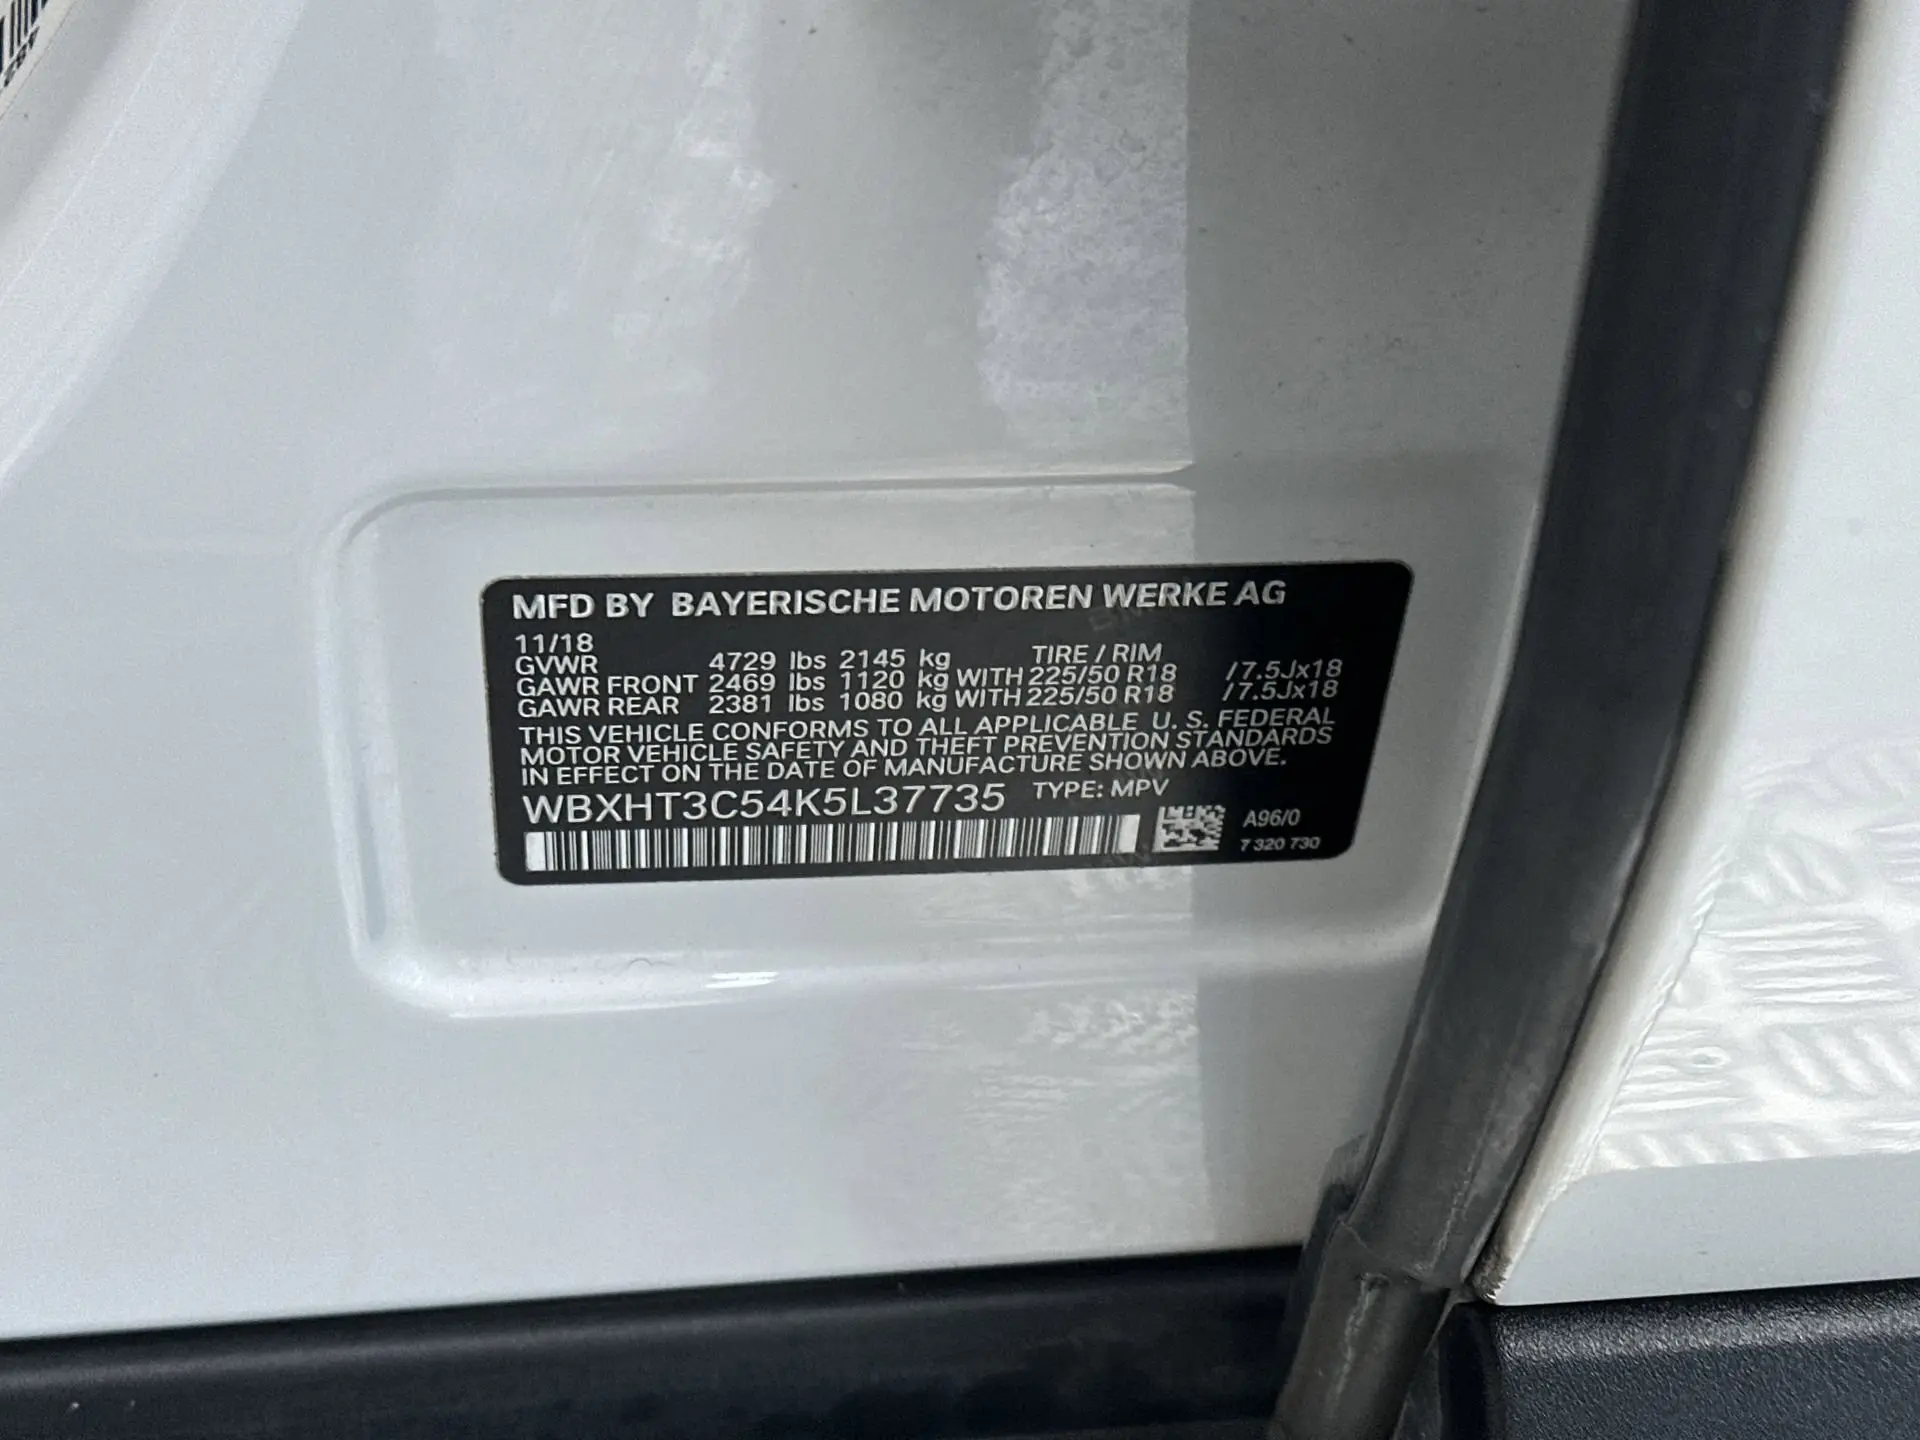 MFD BY BAYERISCHE MOTOREN WERKE AG
11/18
GVWR 4729 lbs 2145 kg TIRE / RIM
GAWR FRONT 2469 lbs 1120 kg WITH 225/50 R18 /7.5Jx18
GAWR REAR 2381 lbs 1080 kg WITH 225/50 R18 /7.5Jx18
THIS VEHICLE CONFORMS TO ALL APPLICABLE U. S. FEDERAL
MOTOR VEHICLE SAFETY AND THEFT PREVENTION STANDARDS
IN EFFECT ON THE DATE OF MANUFACTURE SHOWN ABOVE.
WBXHT3C54K5L37735 TYPE: MPV
A96/0
7 320 730